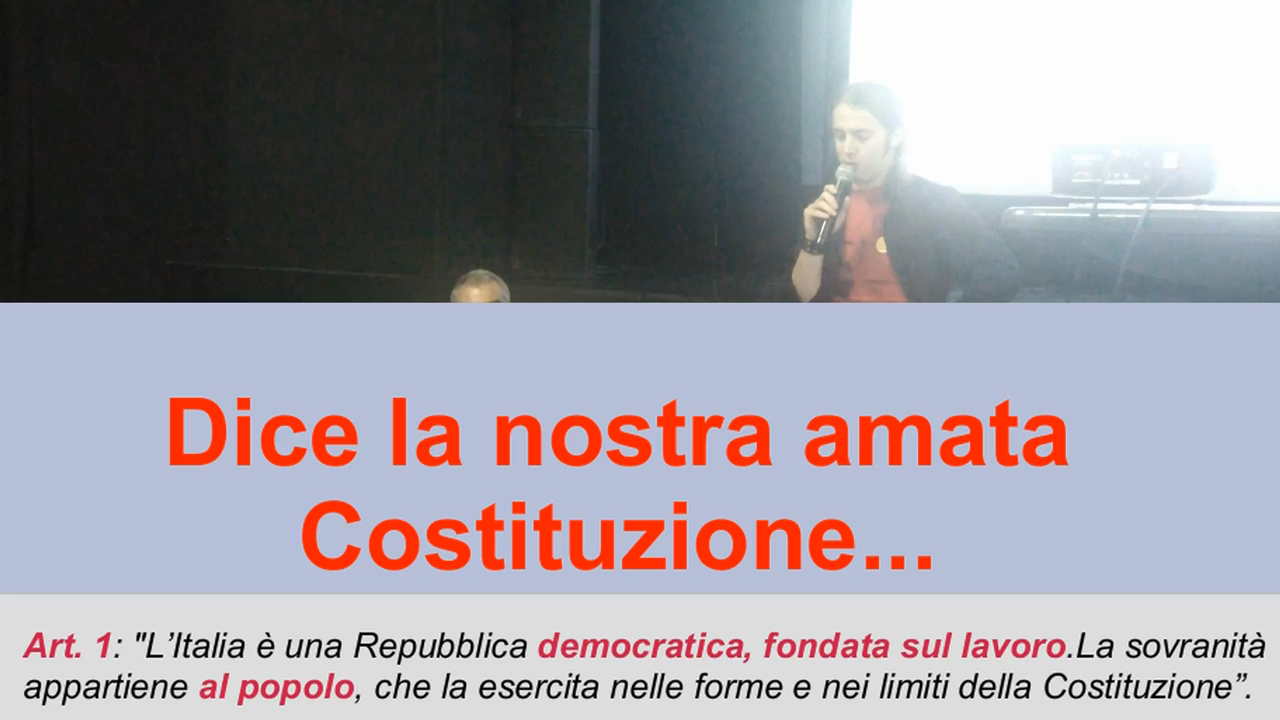 Dice la nostra amata
Costituzione...
Art. 1: "L’Italia è una Repubblica democratica, fondata sul lavoro.La sovranità
appartiene al popolo, che la esercita nelle forme e nei limiti della Costituzione”.